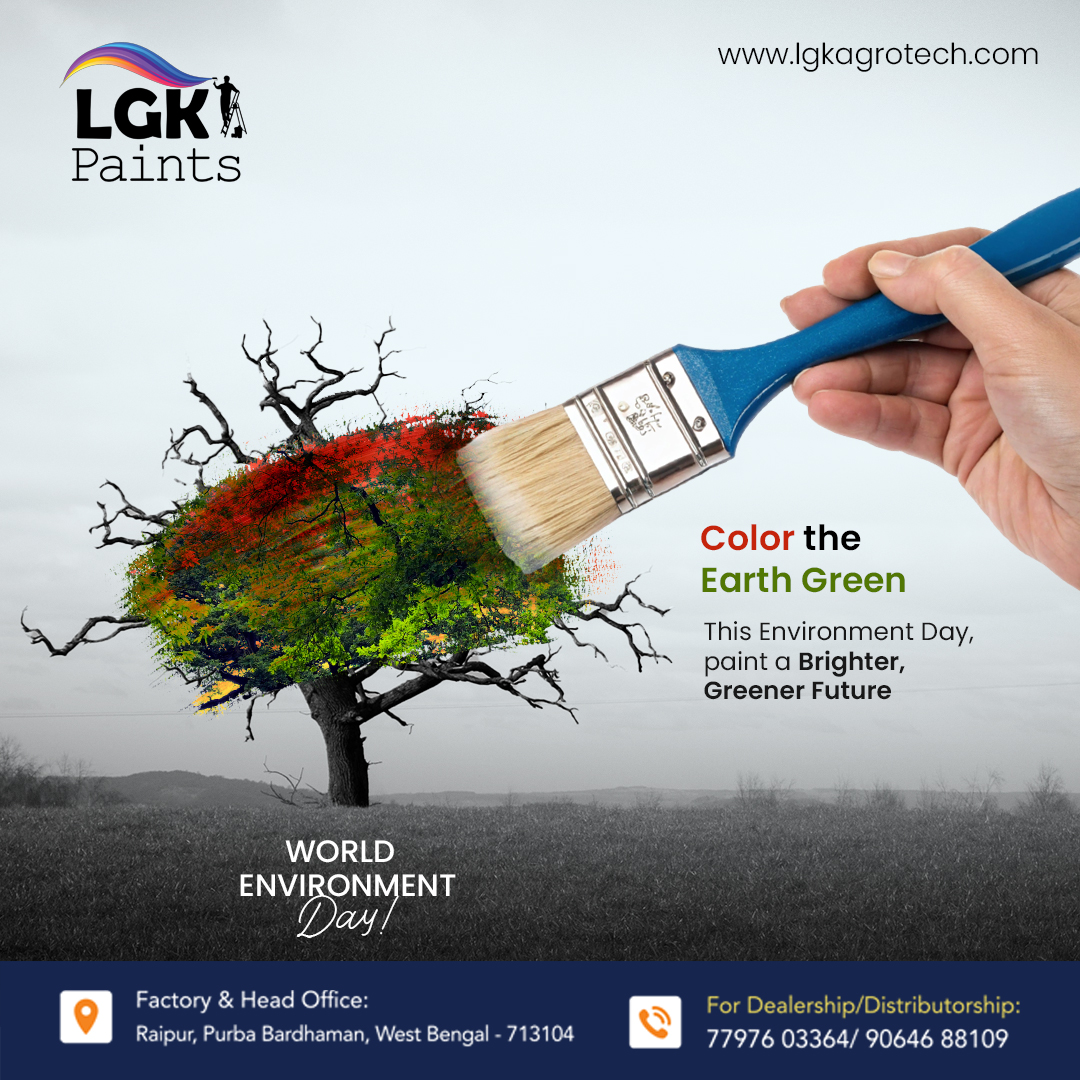 www.lgkagrotech.com
LGK
Paints
Color the
Earth Green
This Environment Day,
paint a Brighter,
Greener Future
WORLD
ENVIRONMENT
Day!
Factory & Head Office:
Raipur, Purba Bardhaman, West Bengal - 713104
For Dealership/Distributorship:
77976 03364/ 90646 88109